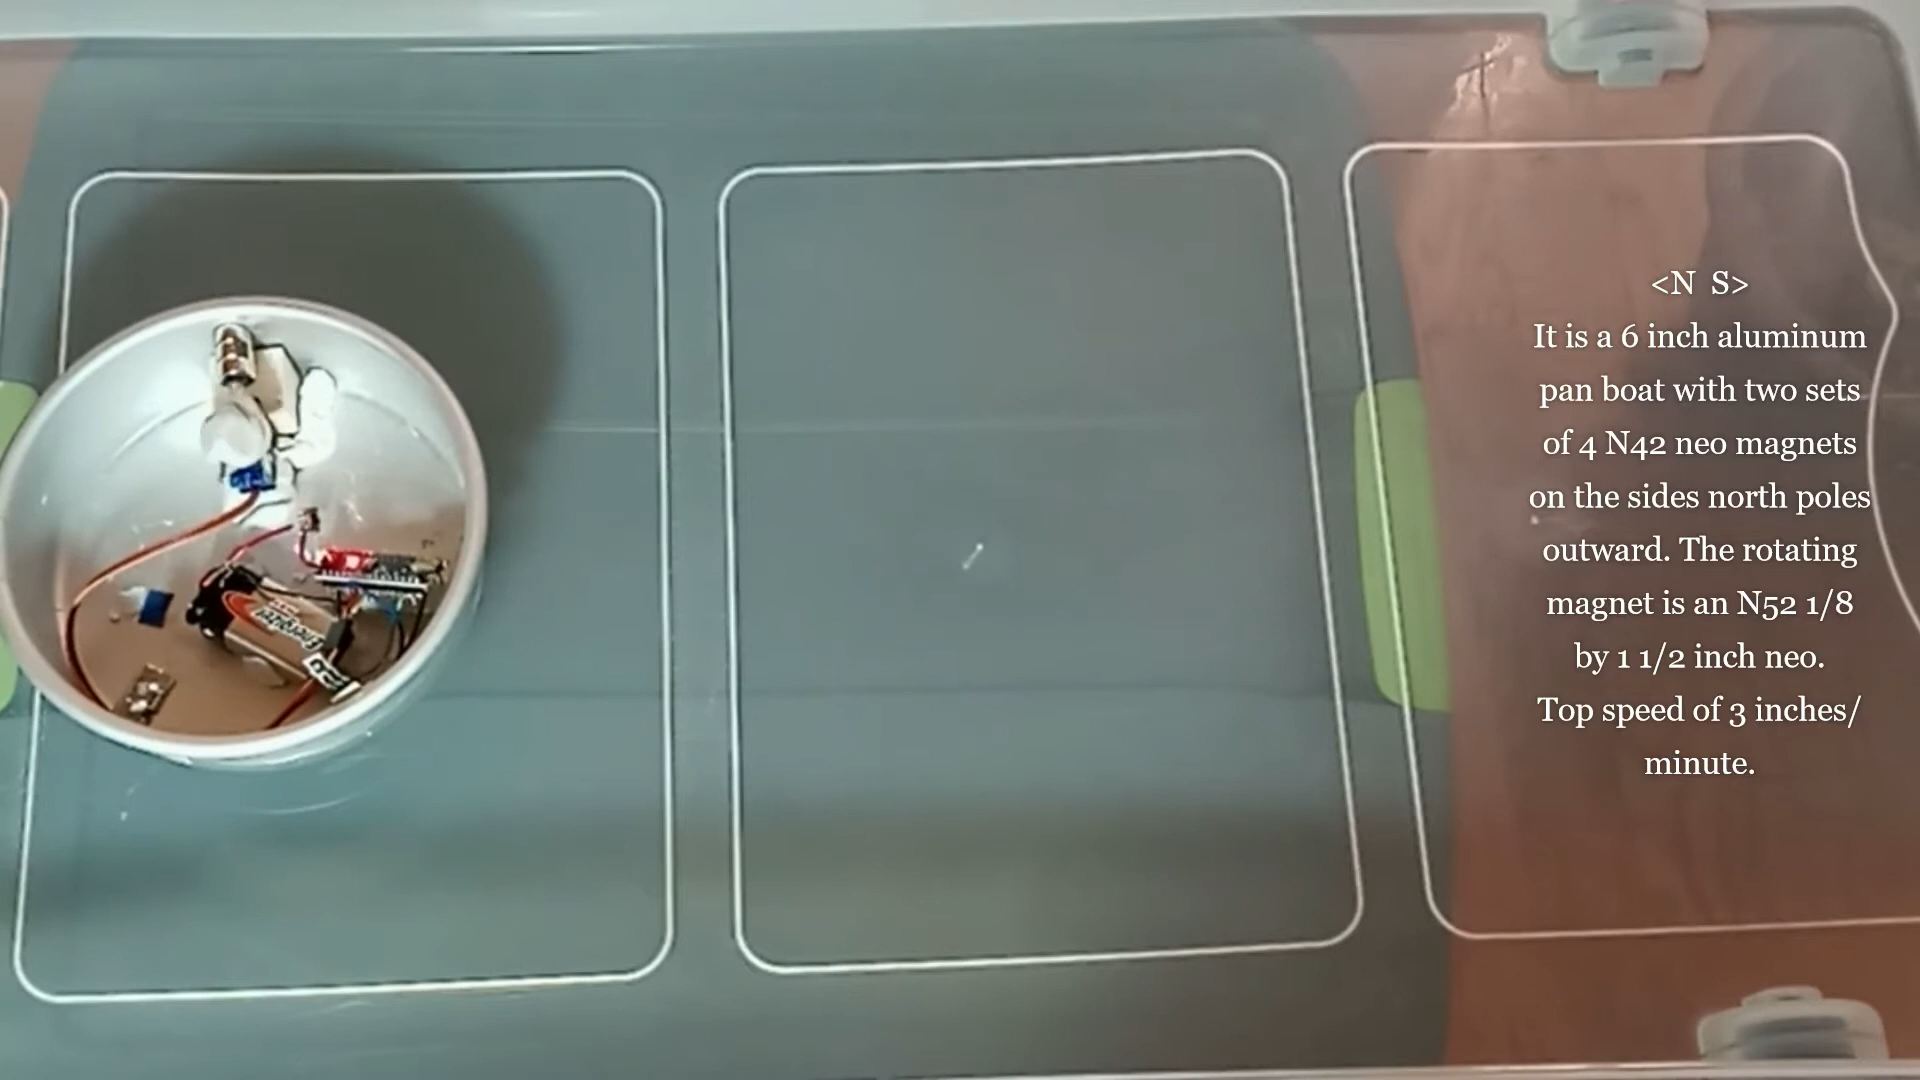 <N S>
It is a 6 inch aluminum
pan boat with two sets
of 4 N42 neo magnets
on the sides north poles
outward. The rotating
magnet is an N52 1/8
by 1 1/2 inch neo.
Top speed of 3 inches/
minute.
Energizer